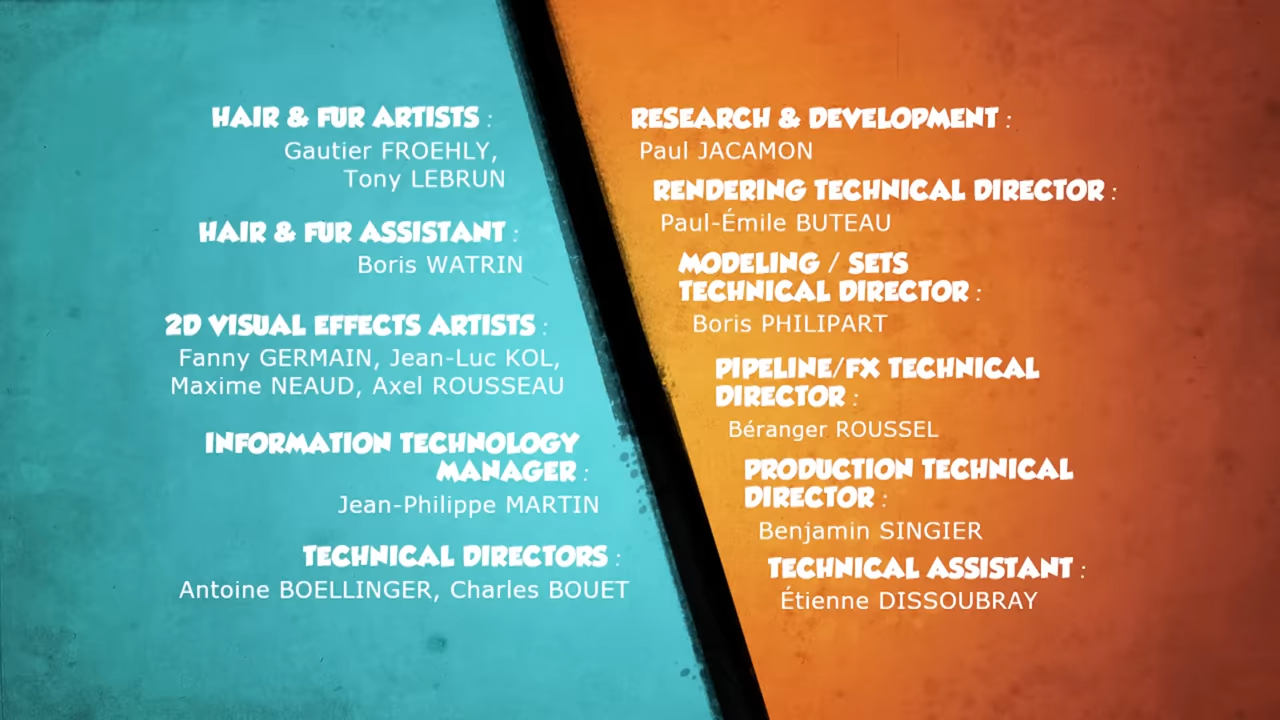 HAIR & FUR ARTISTS :
Gautier FROEHLY,
Tony LEBRUN
HAIR & FUR ASSISTANT :
Boris WATRIN
2D VISUAL EFFECTS ARTISTS :
Fanny GERMAIN, Jean-Luc KOL,
Maxime NEAUD, Axel ROUSSEAU
INFORMATION TECHNOLOGY
MANAGER :
Jean-Philippe MARTIN
TECHNICAL DIRECTORS :
Antoine BOELLINGER, Charles BOUET
RESEARCH & DEVELOPMENT :
Paul JACAMON
RENDERING TECHNICAL DIRECTOR :
Paul-Émile BUTEAU
MODELING / SETS
TECHNICAL DIRECTOR :
Boris PHILIPART
PIPELINE/FX TECHNICAL
DIRECTOR :
Béranger ROUSSEL
PRODUCTION TECHNICAL
DIRECTOR :
Benjamin SINGIER
TECHNICAL ASSISTANT :
Étienne DISSOUBRAY